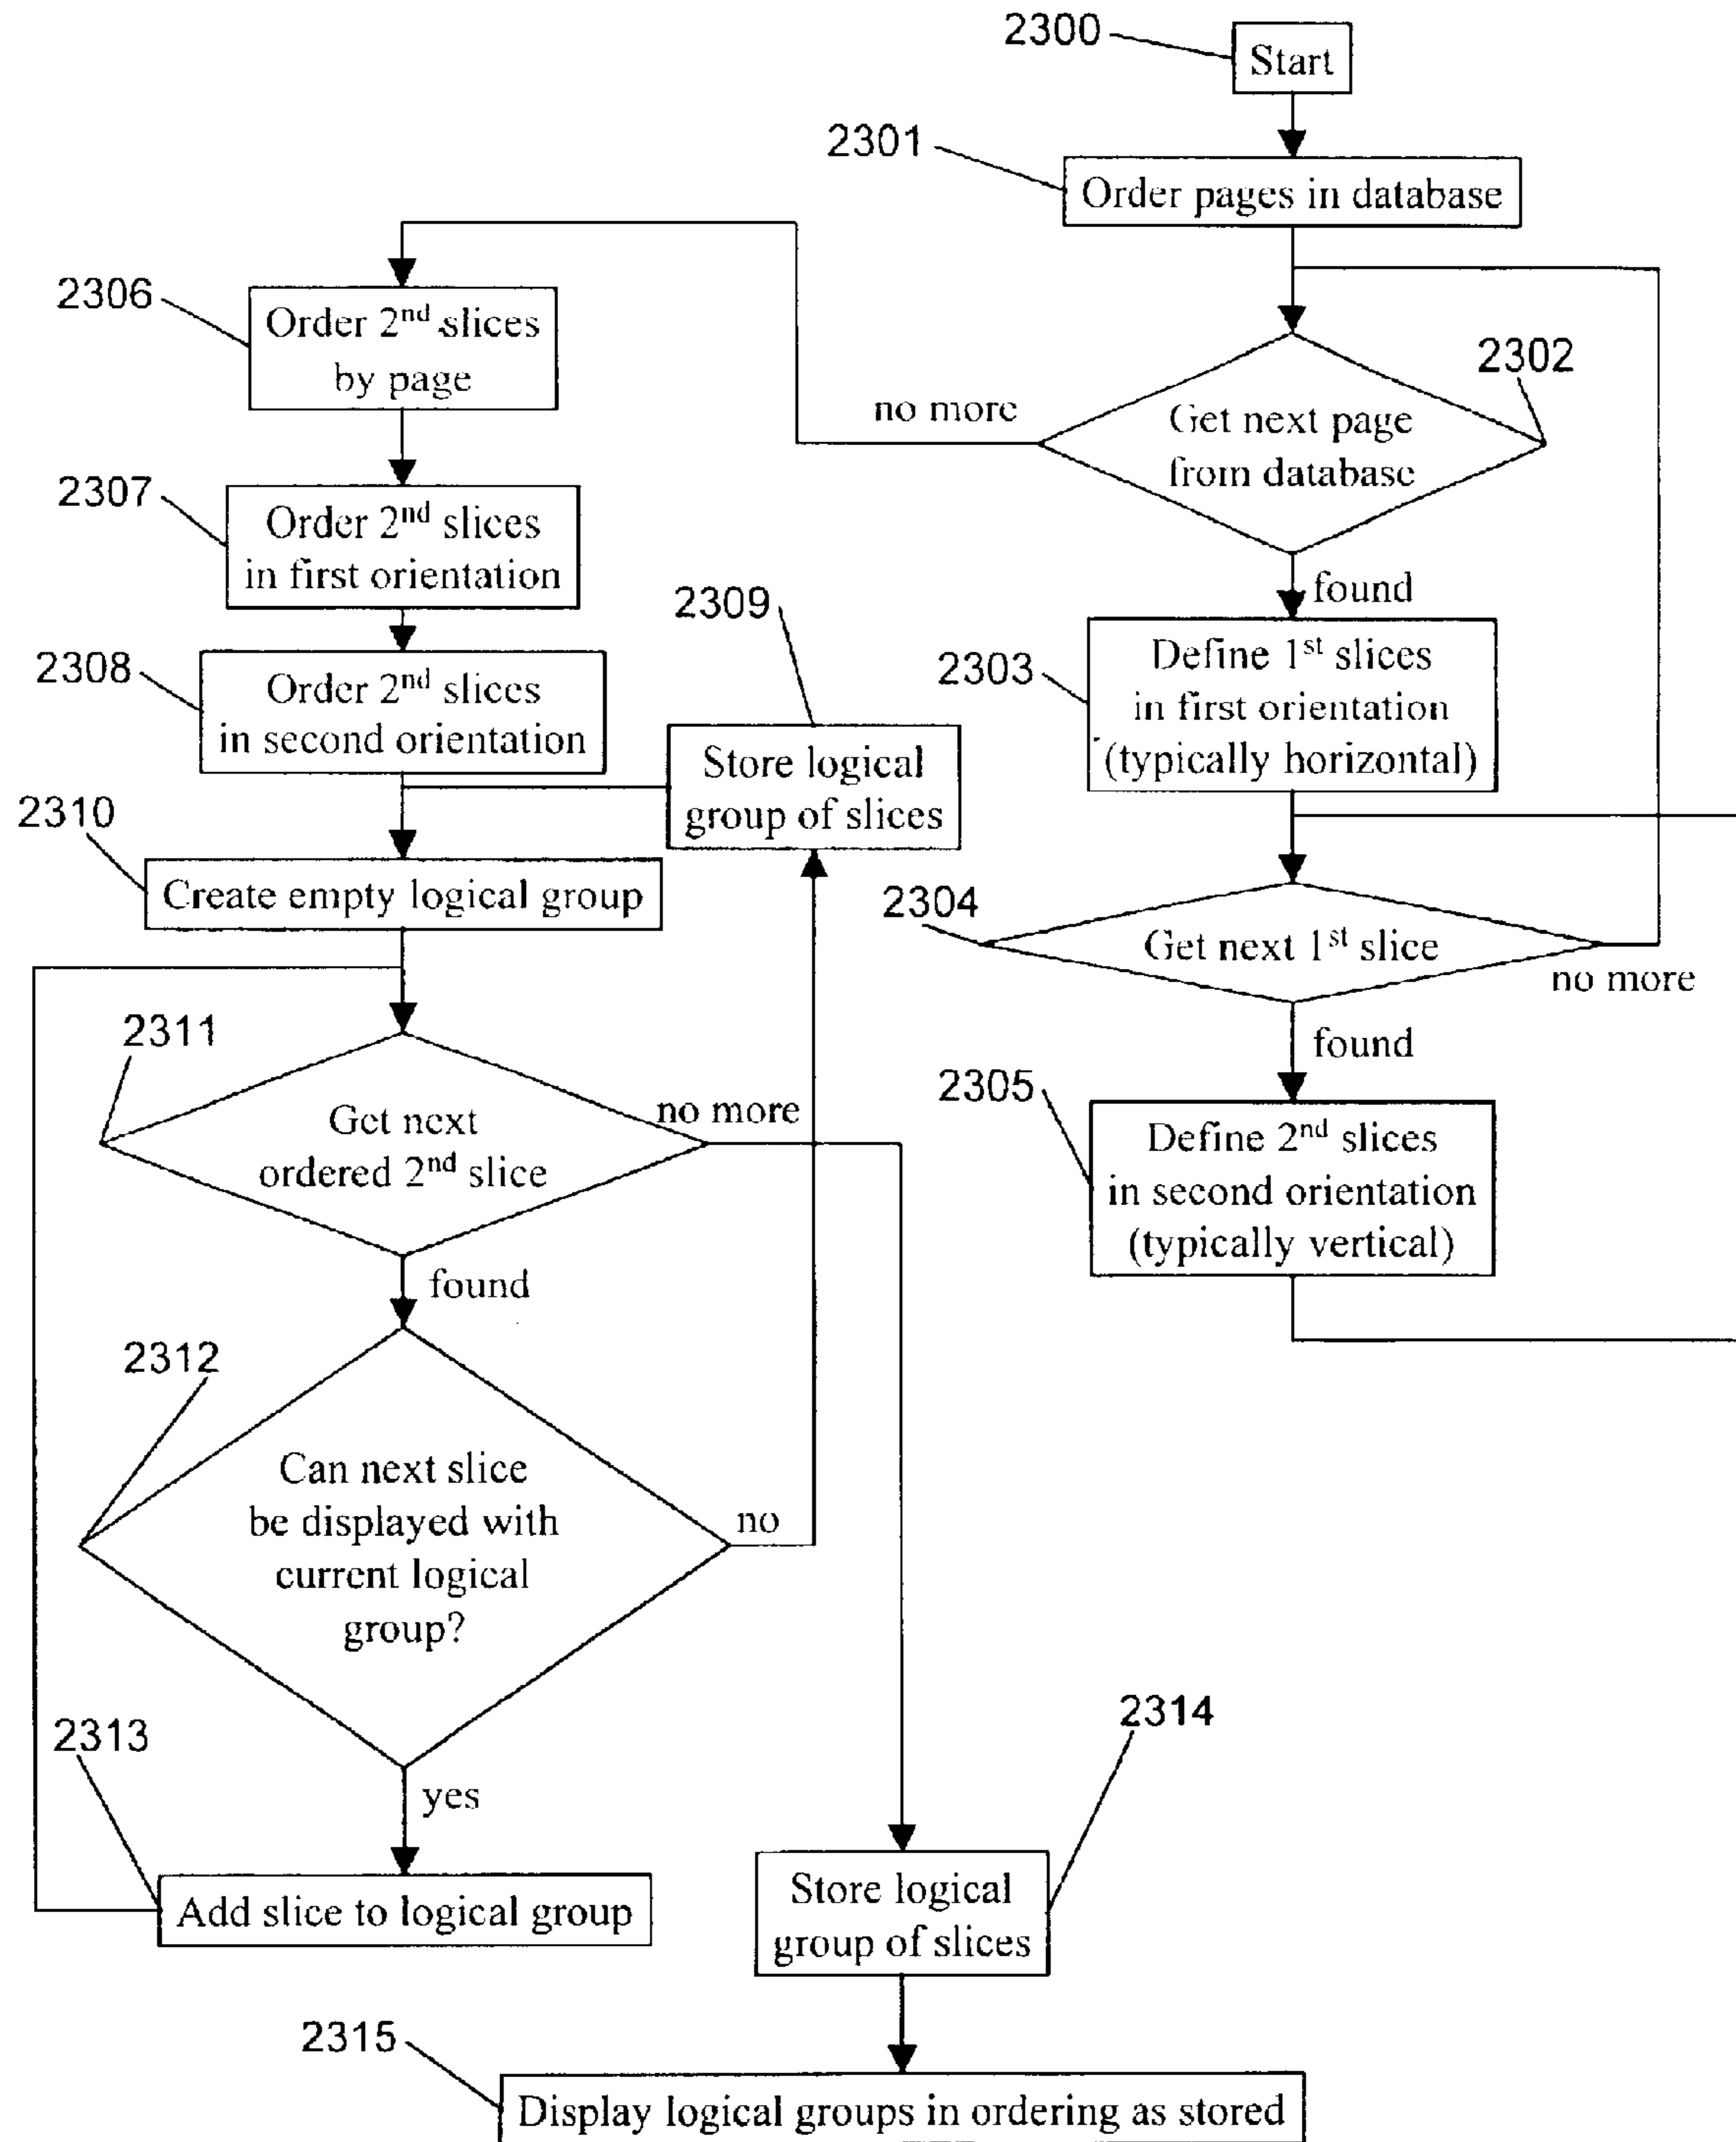 2300
Start
2301
Order pages in database
2302
Get next page
from database
no more
found
2303
Define 1st slices
in first orientation
(typically horizontal)
2304
Get next 1st slice
no more
found
2305
Define 2nd slices
in second orientation
(typically vertical)
2306
Order 2nd slices
by page
2307
Order 2nd slices
in first orientation
2308
Order 2nd slices
in second orientation
2309
Store logical
group of slices
2310
Create empty logical group
2311
Get next
ordered 2nd slice
no more
found
2312
Can next slice
be displayed with
current logical
group?
no
yes
2313
Add slice to logical group
2314
Store logical
group of slices
2315
Display logical groups in ordering as stored